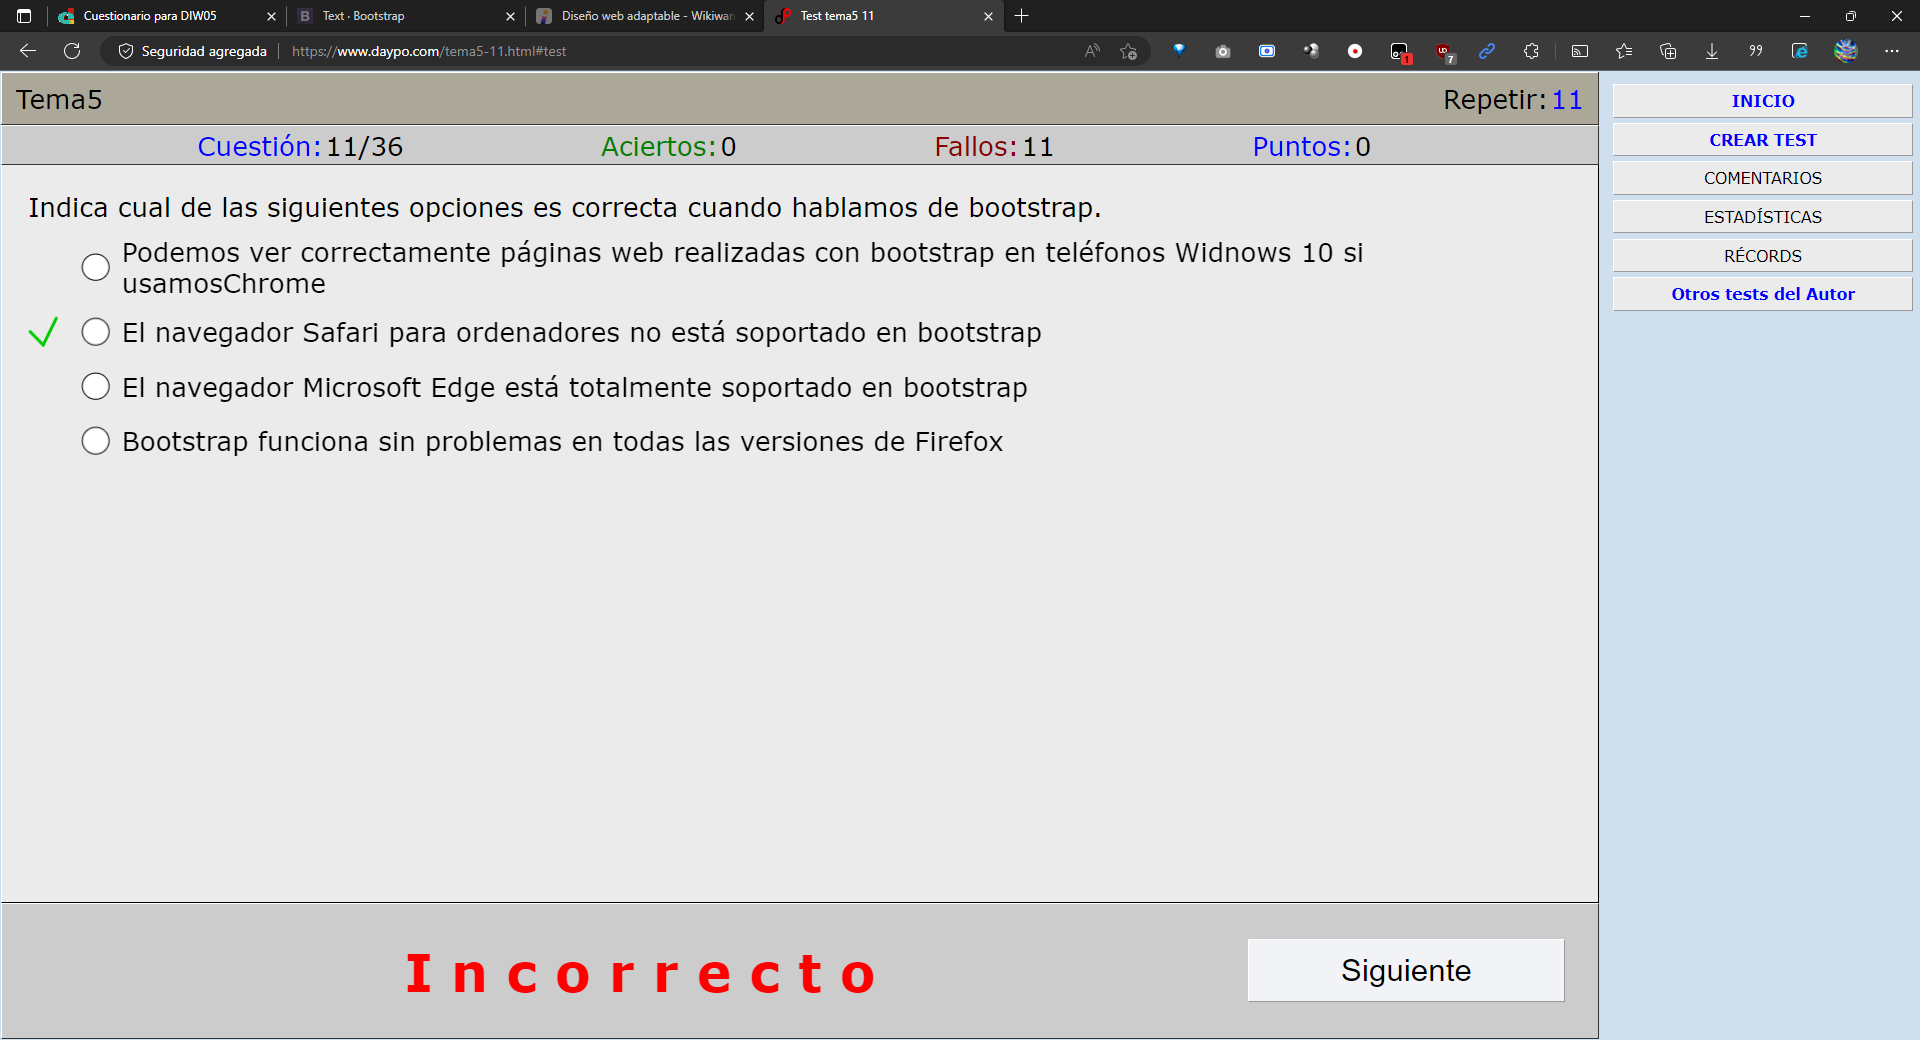 Cuestionario para DIW05
B Text · Bootstrap
Diseño web adaptable - Wikiwan
Test tema5 11
Seguridad agregada https://www.daypo.com/tema5-11.html#test
1
7
Tema5 Repetir: 11
Cuestión: 11/36 Aciertos: 0 Fallos: 11 Puntos: 0
Indica cual de las siguientes opciones es correcta cuando hablamos de bootstrap.
Podemos ver correctamente páginas web realizadas con bootstrap en teléfonos Widnows 10 si
usamosChrome
El navegador Safari para ordenadores no está soportado en bootstrap
El navegador Microsoft Edge está totalmente soportado en bootstrap
Bootstrap funciona sin problemas en todas las versiones de Firefox
Incorrecto
Siguiente
INICIO
CREAR TEST
COMENTARIOS
ESTADÍSTICAS
RÉCORDS
Otros tests del Autor